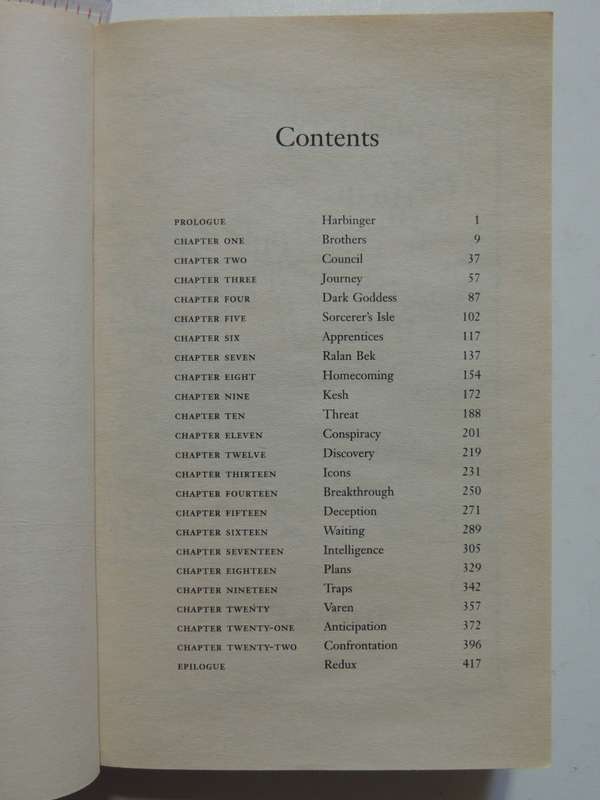 Contents
PROLOGUE Harbinger 1
CHAPTER ONE Brothers 9
CHAPTER TWO Council 37
CHAPTER THREE Journey 57
CHAPTER FOUR Dark Goddess 87
CHAPTER FIVE Sorcerer's Isle 102
CHAPTER SIX Apprentices 117
CHAPTER SEVEN Ralan Bek 137
CHAPTER EIGHT Homecoming 154
CHAPTER NINE Kesh 172
CHAPTER TEN Threat 188
CHAPTER ELEVEN Conspiracy 201
CHAPTER TWELVE Discovery 219
CHAPTER THIRTEEN Icons 231
CHAPTER FOURTEEN Breakthrough 250
CHAPTER FIFTEEN Deception 271
CHAPTER SIXTEEN Waiting 289
CHAPTER SEVENTEEN Intelligence 305
CHAPTER EIGHTEEN Plans 329
CHAPTER NINETEEN Traps 342
CHAPTER TWENTY Varen 357
CHAPTER TWENTY-ONE Anticipation 372
CHAPTER TWENTY-TWO Confrontation 396
EPILOGUE Redux 417